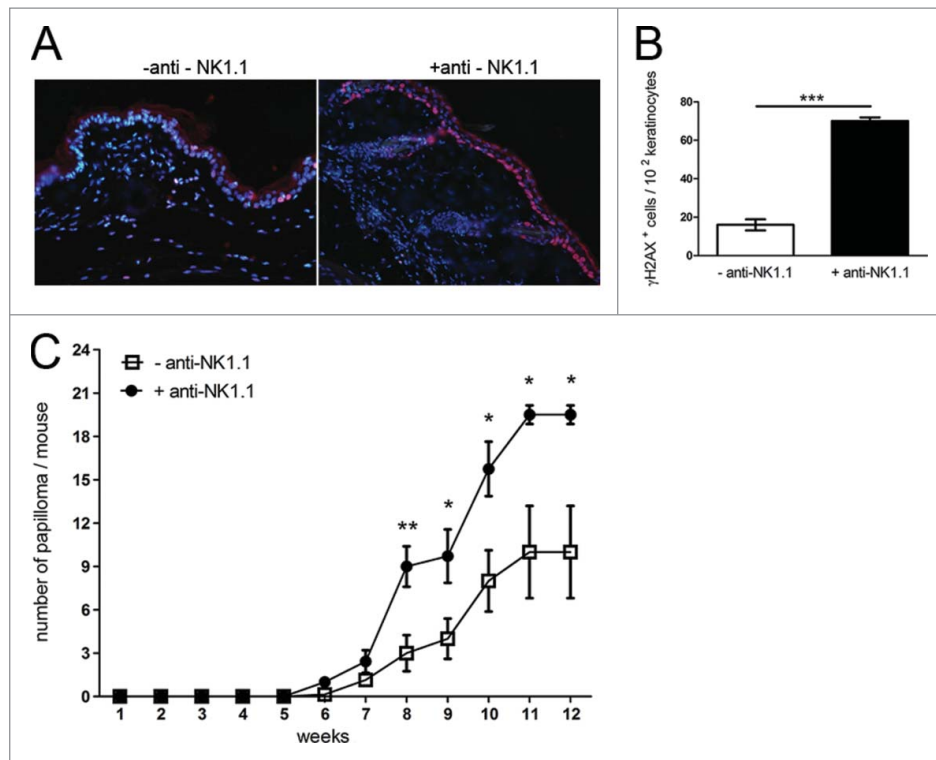 A
-anti - NK1.1
+anti - NK1.1
B
γH2AX + cells / 10 2 keratinocytes
80
60
40
20
0
***
- anti-NK1.1
+ anti-NK1.1
C
number of papilloma / mouse
24
21
18
15
12
9
6
3
0
- anti-NK1.1
+ anti-NK1.1
**
*
*
*
*
1 2 3 4 5 6 7 8 9 10 11 12
weeks